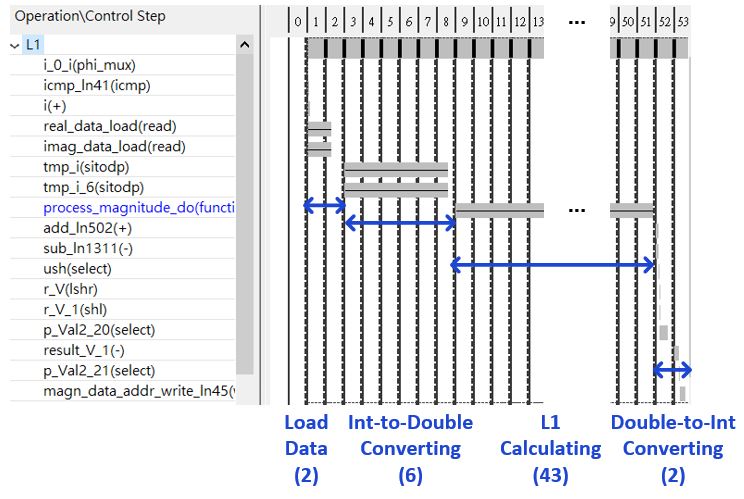 Operation\Control Step
0 1 2 3 4 5 6 7 8 9 10 11 12 13 ... 9 50 51 52 53
L1
i_0_i(phi_mux)
icmp_ln41(icmp)
i(+)
real_data_load(read)
imag_data_load(read)
tmp_i(sitodp)
tmp_i_6(sitodp)
process_magnitude_do(functi
...
add_ln502(+)
sub_ln1311(-)
ush(select)
r_V(lshr)
r_V_1(shl)
p_Val2_20(select)
result_V_1(-)
p_Val2_21(select)
magn_data_addr_write_ln45(
Load
Data
(2)
Int-to-Double
Converting
(6)
L1
Calculating
(43)
Double-to-Int
Converting
(2)